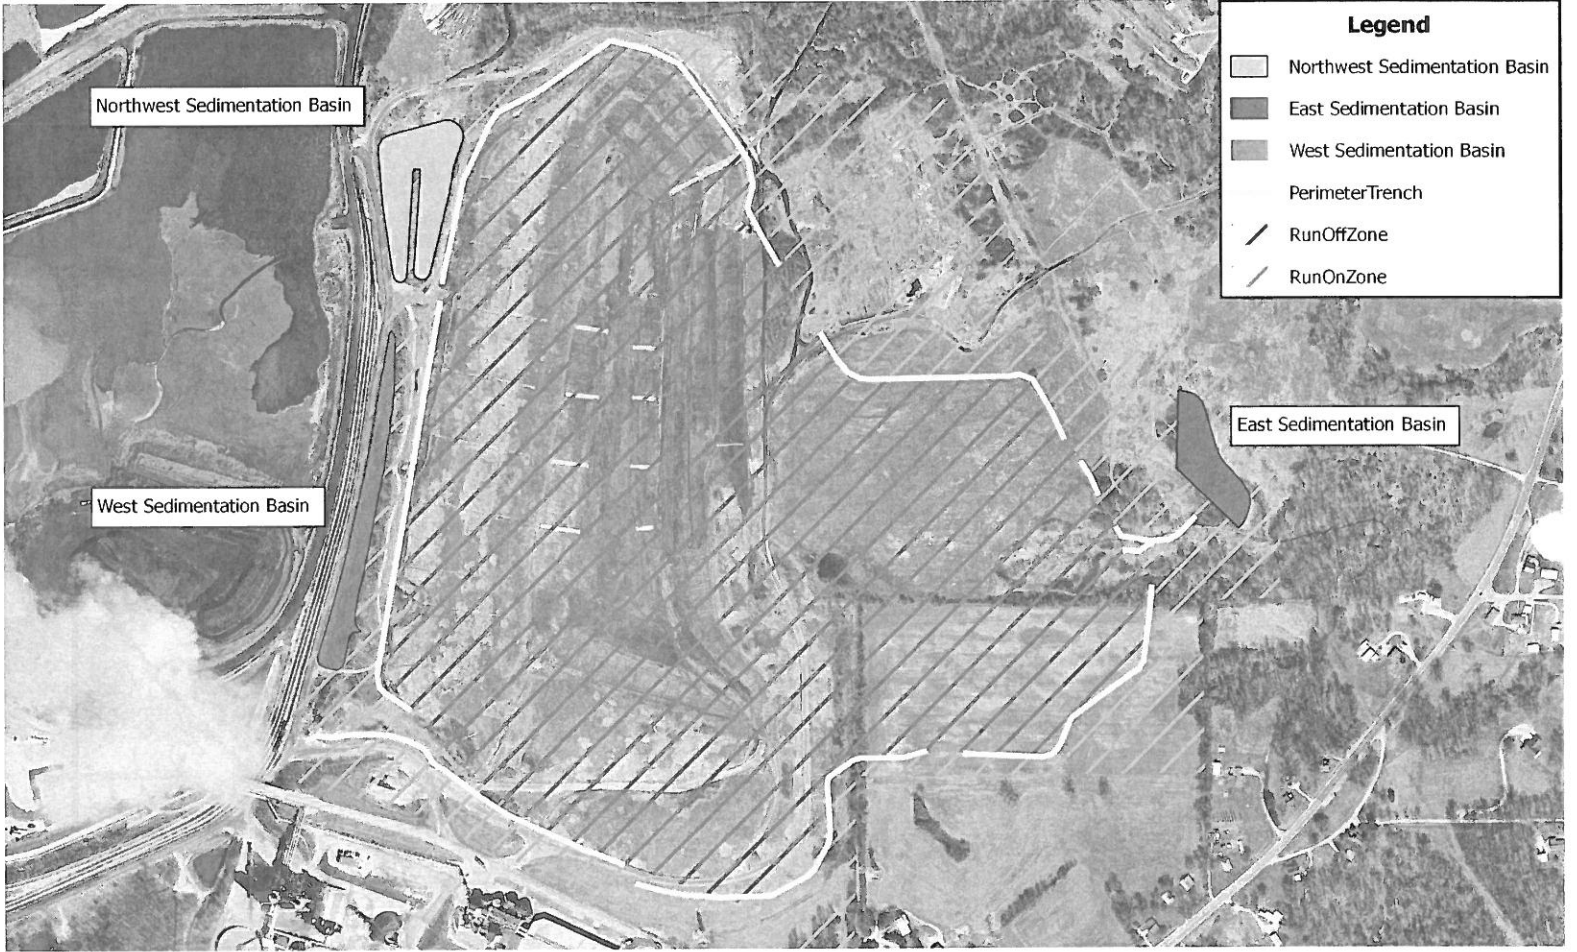 Legend
Northwest Sedimentation Basin
East Sedimentation Basin
West Sedimentation Basin
PerimeterTrench
RunOffZone
RunOnZone
Northwest Sedimentation Basin
East Sedimentation Basin
West Sedimentation Basin